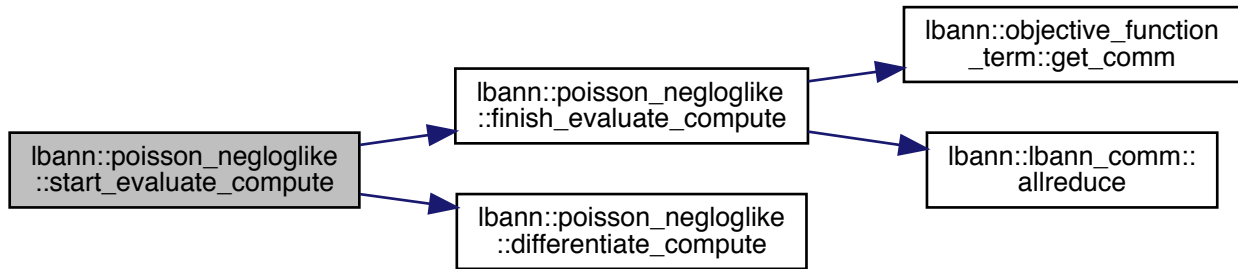 lbann::poisson_negloglike
::start_evaluate_compute
lbann::poisson_negloglike
::finish_evaluate_compute
lbann::poisson_negloglike
::differentiate_compute
lbann::objective_function
_term::get_comm
lbann::lbann_comm::
allreduce